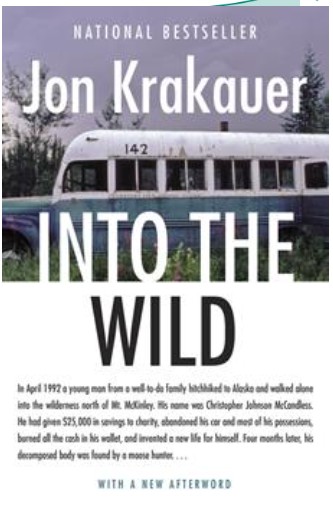 NATIONAL BESTSELLER
Jon Krakauer
142
INTO THE
WILD
In April 1992 a young man from a well-to-do family hitchhiked to Alaska and walked alone
into the wilderness north of Mt. McKinley. His name was Christopher Johnson McCandless.
He had given $25,000 in savings to charity, abandoned his car and most of his possessions,
burned all the cash in his wallet, and invented a new life for himself. Four months later, his
decomposed body was found by a moose hunter. . . .
WITH A NEW AFTERWORD